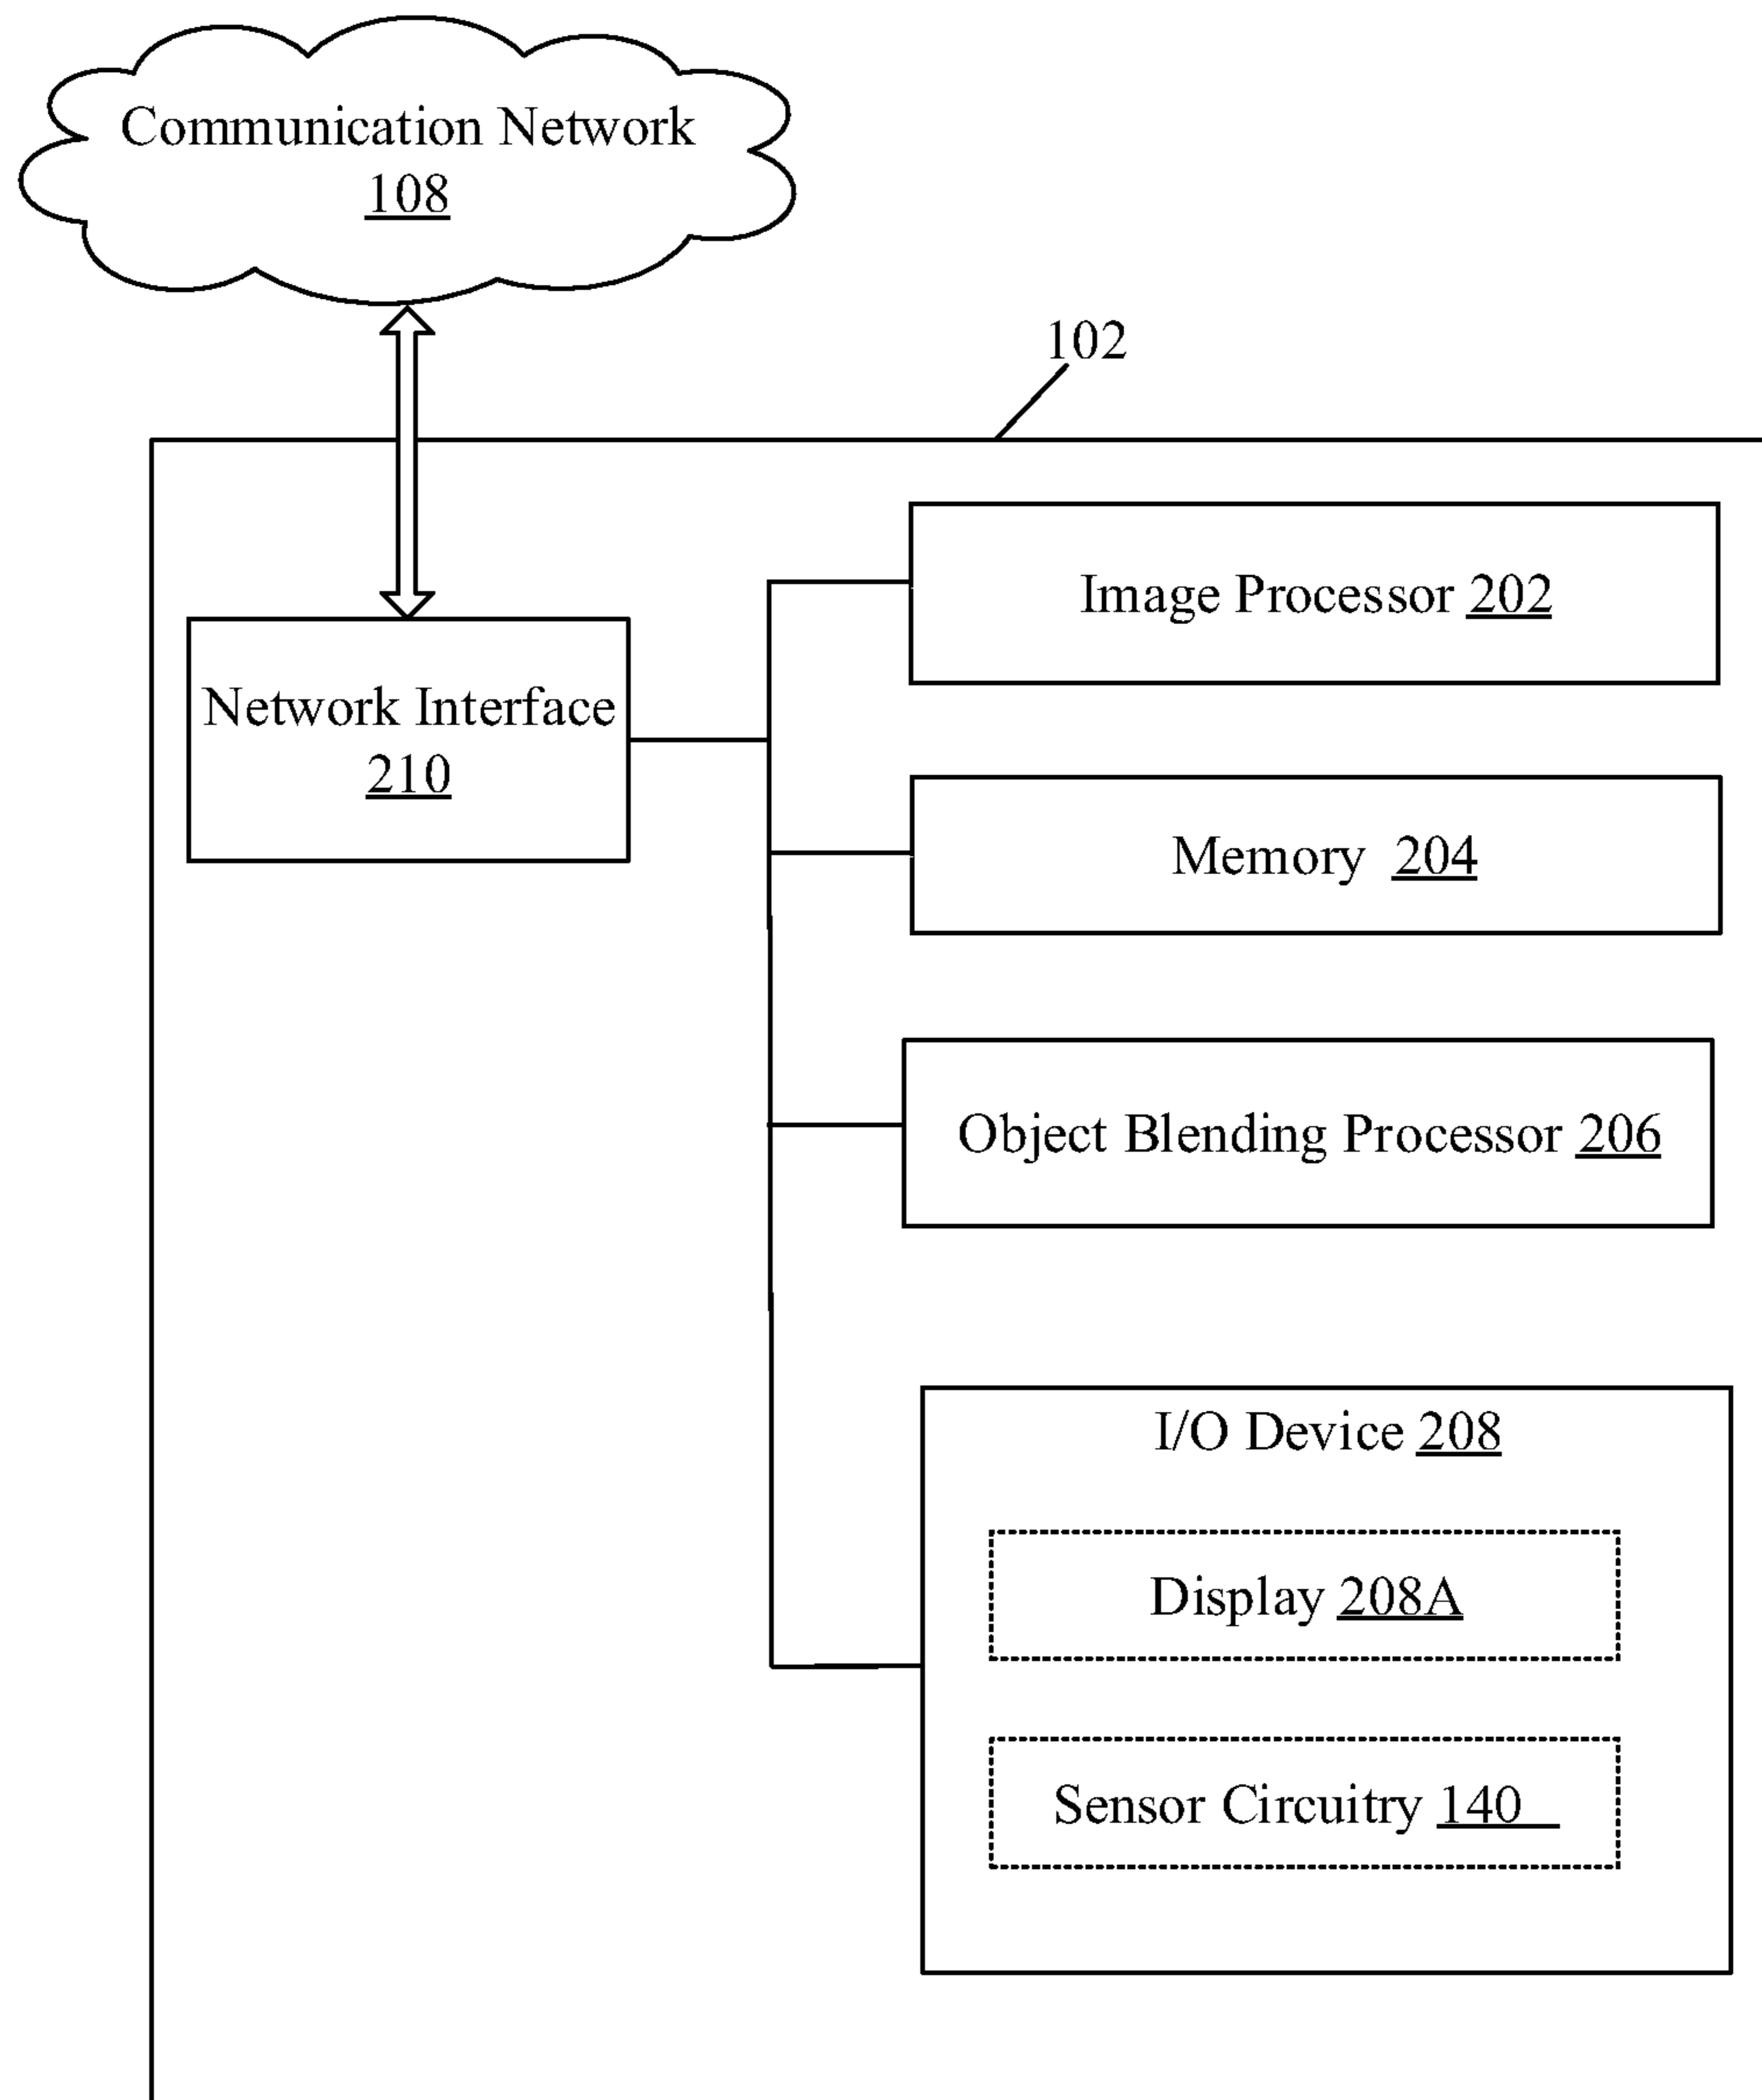 Communication Network
108
102
Network Interface
210
Image Processor 202
Memory 204
Object Blending Processor 206
I/O Device 208
Display 208A
Sensor Circuitry 140